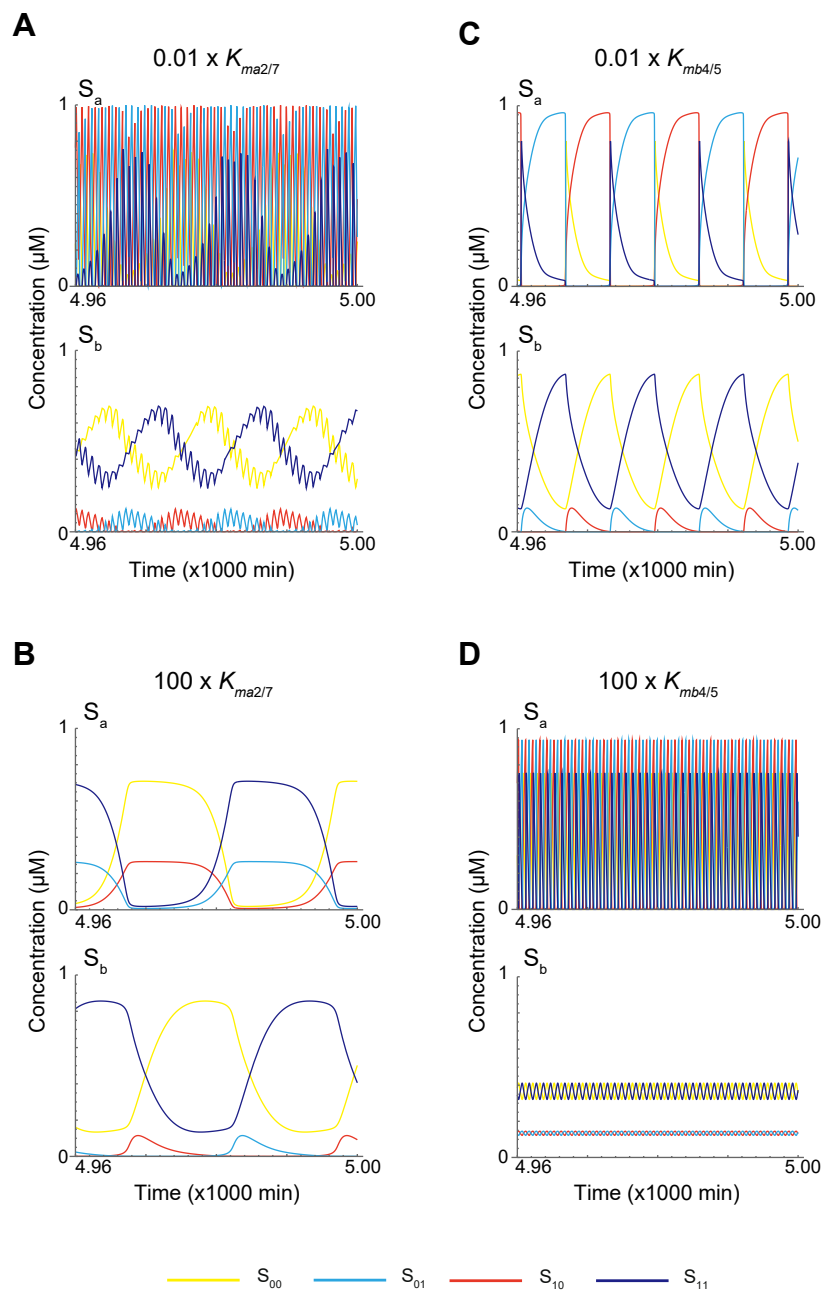 A
0.01 x K_ma2/7
S_a
1
0
4.96 5.00
S_b
1
0
4.96 5.00
Concentration (µM)
Time (x1000 min)
C
0.01 x K_mb4/5
S_a
1
0
4.96 5.00
S_b
1
0
4.96 5.00
Concentration (µM)
Time (x1000 min)
B
100 x K_ma2/7
S_a
1
0
4.96 5.00
S_b
1
0
4.96 5.00
Concentration (µM)
Time (x1000 min)
D
100 x K_mb4/5
S_a
1
0
4.96 5.00
S_b
1
0
4.96 5.00
Concentration (µM)
Time (x1000 min)
S_00 S_01 S_10 S_11